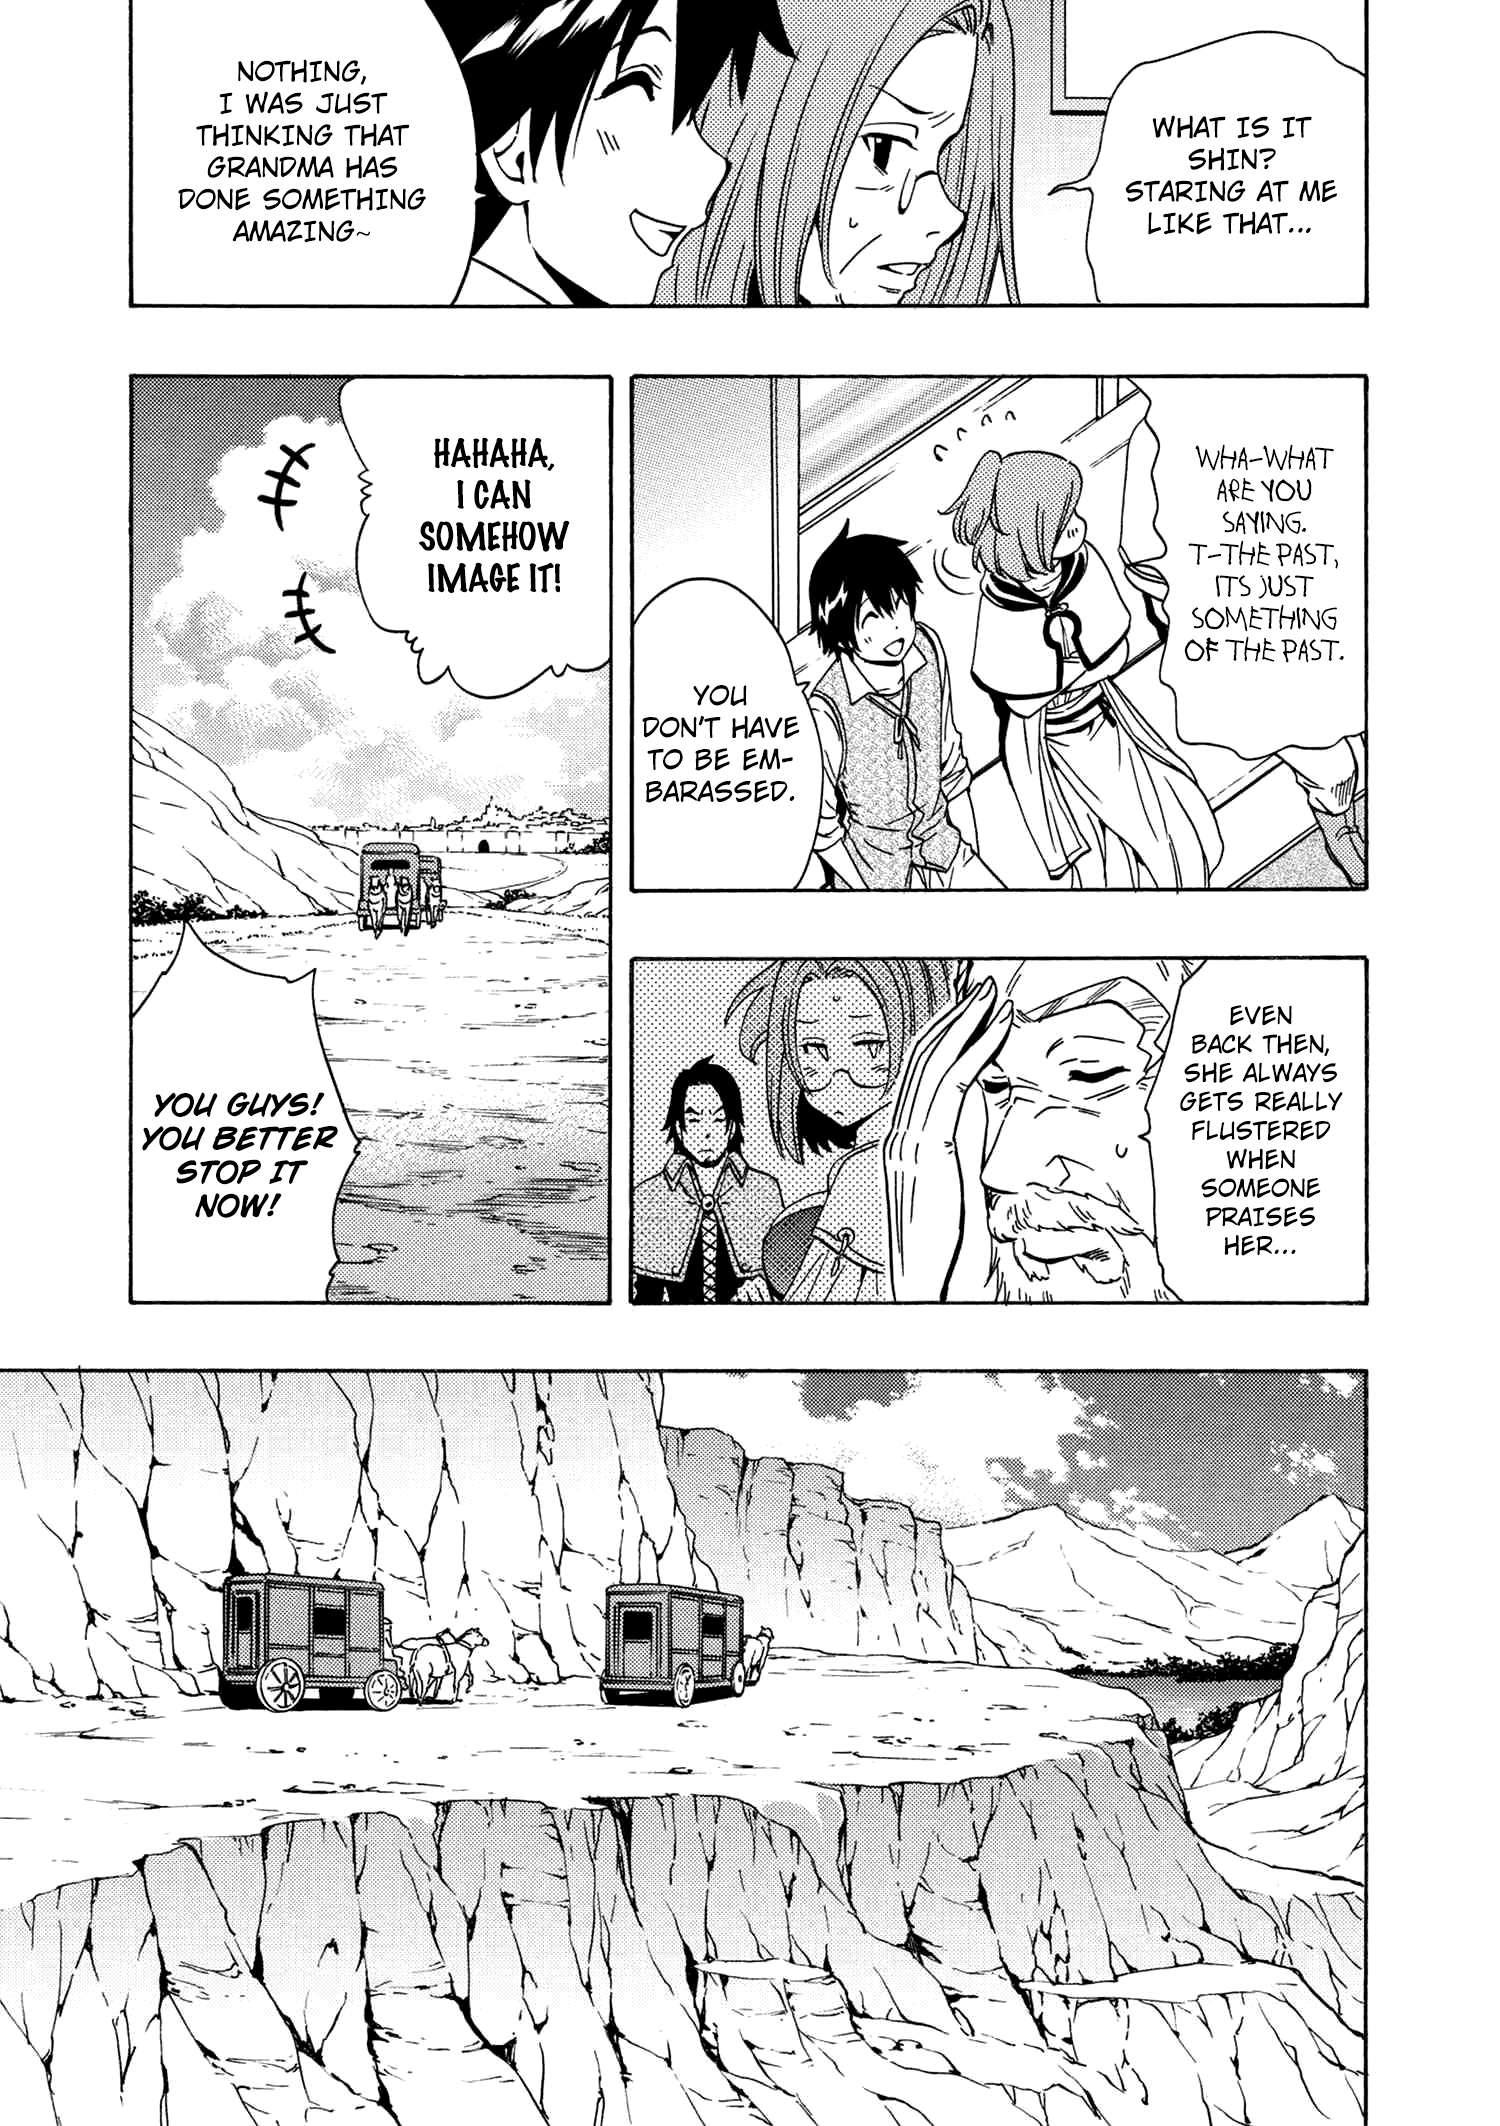 WHAT IS IT
SHIN?
STARING AT ME
LIKE THAT...
NOTHING,
I WAS JUST
THINKING THAT
GRANDMA HAS
DONE SOMETHING
AMAZING~
WHA-WHAT
ARE YOU
SAYING.
T-THE PAST,
ITS JUST
SOMETHING
OF THE PAST.
YOU
DON'T HAVE
TO BE EM-
BARASSED.
EVEN
BACK THEN,
SHE ALWAYS
GETS REALLY
FLUSTERED
WHEN
SOMEONE
PRAISES
HER...
HAHAHA,
I CAN
SOMEHOW
IMAGE IT!
YOU GUYS!
YOU BETTER
STOP IT
NOW!